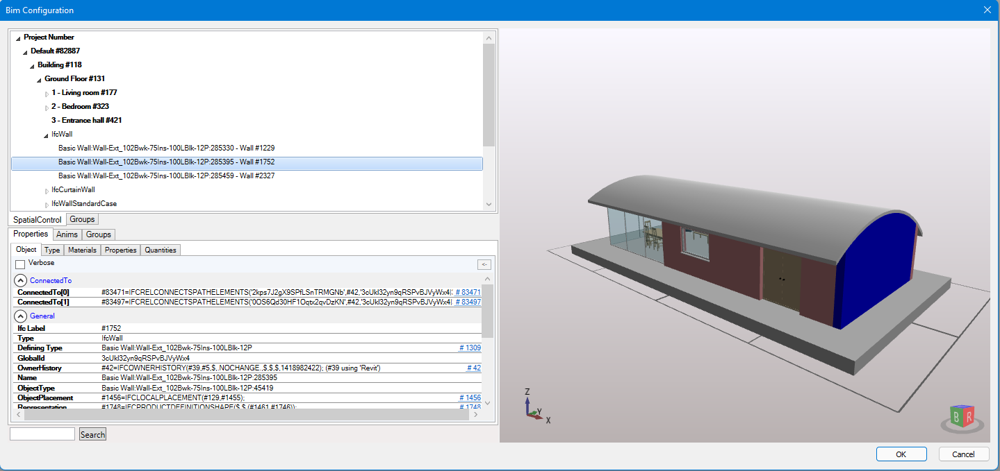 Bim Configuration
Project Number
Default #82887
Building #118
Ground Floor #131
1 - Living room #177
2 - Bedroom #323
3 - Entrance hall #421
IfcWall
Basic Wall:Wall-Ext_102Bwk-75Ins-100LBlk-12P:285330 - Wall #1229
Basic Wall:Wall-Ext_102Bwk-75Ins-100LBlk-12P:285395 - Wall #1752
Basic Wall:Wall-Ext_102Bwk-75Ins-100LBlk-12P:285459 - Wall #2327
IfcCurtainWall
IfcWallStandardCase
SpatialControl Groups
Properties Anims Groups
Object Type Materials Properties Quantities
Verbose
<-
ConnectedTo
ConnectedTo[0] #83471=IFCRELCONNECTSPATHELEMENTS('2kps7J2gX9SPfLSnTRMGNb',#42,'3cUkl32yn9qRSPvBJVyWx4|3 # 83471
ConnectedTo[1] #83497=IFCRELCONNECTSPATHELEMENTS('0OS6Qd30HF1Oqtx2qvDzKN',#42,'3cUkl32yn9qRSPvBJVyWx4| # 83497
General
Ifc Label #1752
Type IfcWall
Defining Type Basic Wall:Wall-Ext_102Bwk-75Ins-100LBlk-12P # 1309
GlobalId 3cUkl32yn9qRSPvBJVyWx4
OwnerHistory #42=IFCOWNERHISTORY(#39,#5,$,.NOCHANGE.,$,$,$,1418982422); (#39 using 'Revit') # 42
Name Basic Wall:Wall-Ext_102Bwk-75Ins-100LBlk-12P:285395
ObjectType Basic Wall:Wall-Ext_102Bwk-75Ins-100LBlk-12P:45419
ObjectPlacement #1456=IFCLOCALPLACEMENT(#129,#1455); # 1456
Representation #1748=IFCPRODUCTDEFINITIONSHAPE($,$,(#1461,#1746)); # 1748
Search
Z
Y
X
B R
OK Cancel